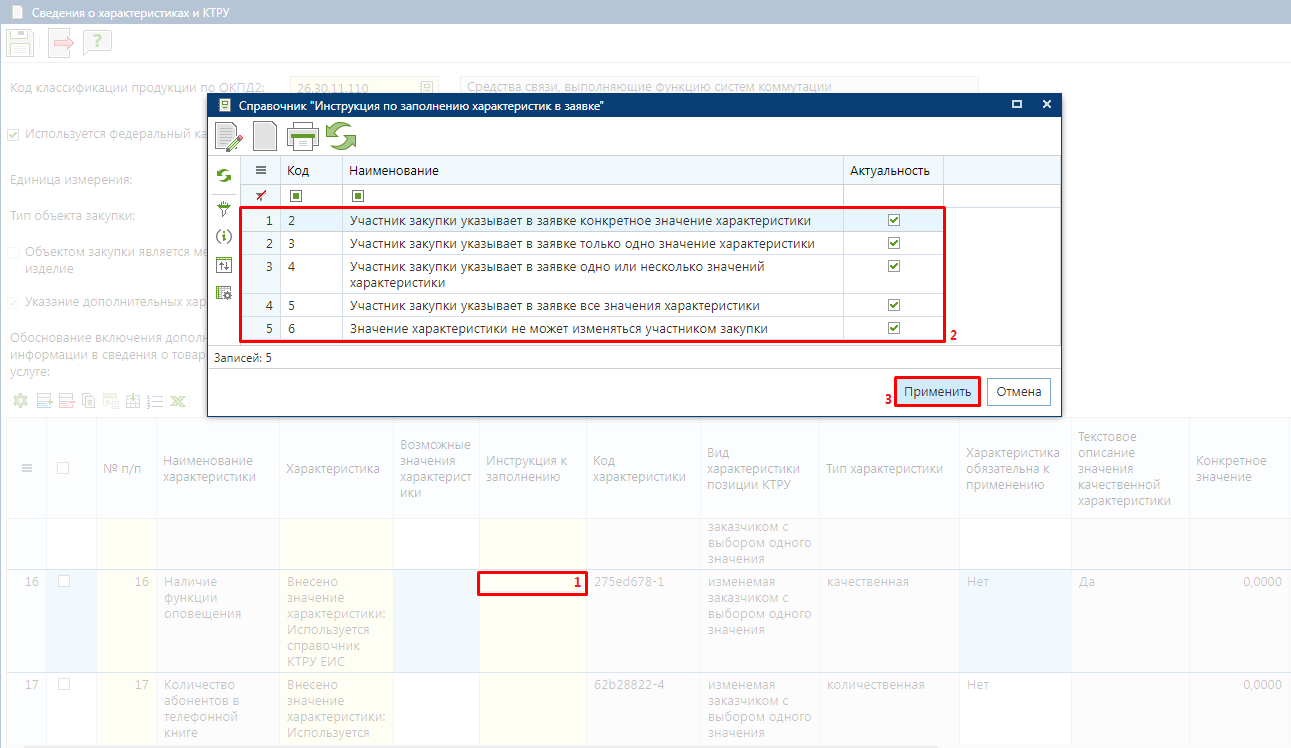 Сведения о характеристиках и КТРУ
?
Код классификации продукции по ОКПД2:
26.30.11.110
Средства связи, выполняющие функцию систем коммутации
Справочник "Инструкция по заполнению характеристик в заявке"
Используется федеральный ка
Код
Наименование
Актуальность
Единица измерения:
Тип объекта закупки:
1 2 Участник закупки указывает в заявке конкретное значение характеристики
2 3 Участник закупки указывает в заявке только одно значение характеристики
3 4 Участник закупки указывает в заявке одно или несколько значений
характеристики
4 5 Участник закупки указывает в заявке все значения характеристики
5 6 Значение характеристики не может изменяться участником закупки
2
Объектом закупки является ме
изделие
Указание дополнительных хар
Обоснование включения дополн
информации в сведения о товар
услуге:
Записей: 5
3
Применить
Отмена
№ п/п
Наименование
характеристики
Характеристика
Возможные
значения
характерист
ики
Инструкция к
заполнению
Код
характеристики
Вид
характеристики
позиции КТРУ
Тип характеристики
Характеристика
обязательна к
применению
Текстовое
описание
значения
качественной
характеристики
Конкретное
значение
заказчиком с
выбором одного
значения
16
16
Наличие
функции
оповещения
Внесено
значение
характеристики:
Используется
справочник
КТРУ ЕИС
1
275ed678-1
изменемая
заказчиком с
выбором одного
значения
качественная
Нет
Да
0,0000
17
17
Количество
абонентов в
телефонной
книге
Внесено
значение
характеристики:
Используется
62b28822-4
изменемая
заказчиком с
выбором одного
значения
количественная
Нет
0,0000